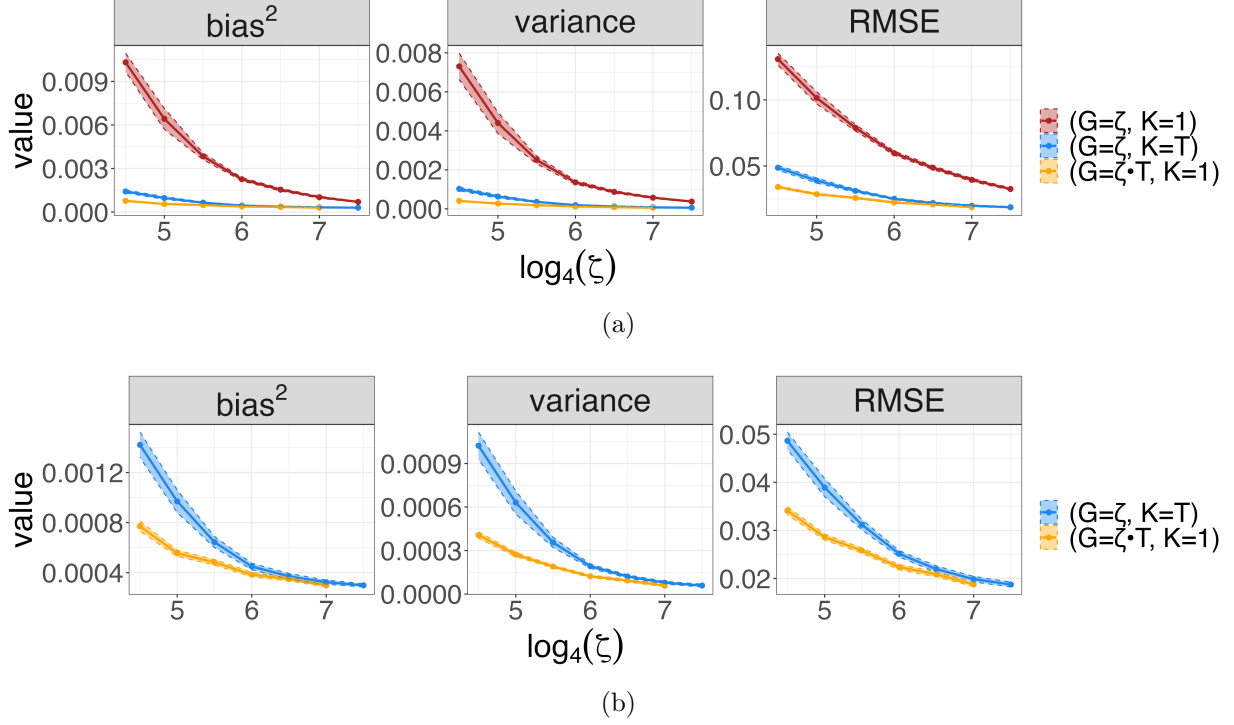 bias²
variance
RMSE
value
0.009
0.006
0.003
0.000
0.008
0.006
0.004
0.002
0.000
0.10
0.05
5 6 7
5 6 7
5 6 7
log₄(ζ)
(G=ζ, K=1)
(G=ζ, K=T)
(G=ζ•T, K=1)
(a)
bias²
variance
RMSE
value
0.0012
0.0008
0.0004
0.0009
0.0006
0.0003
0.0000
0.05
0.04
0.03
0.02
5 6 7
5 6 7
5 6 7
log₄(ζ)
(G=ζ, K=T)
(G=ζ•T, K=1)
(b)